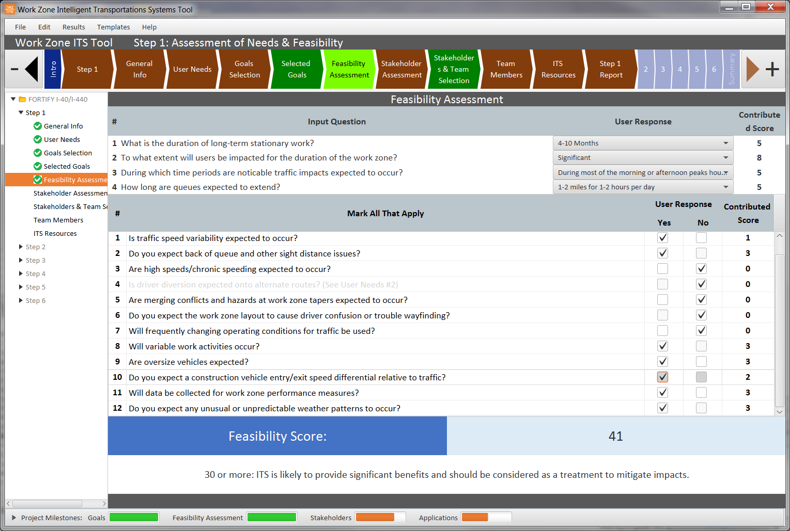 Work Zone Intelligent Transportations Systems Tool
File Edit Results Templates Help
Work Zone ITS Tool Step 1: Assessment of Needs & Feasibility
Intro
Step 1
General
Info
User Needs
Goals
Selection
Selected
Goals
Feasibility
Assessment
Stakeholder
Assessment
Stakeholder
s & Team
Selection
Team
Members
ITS
Resources
Step 1
Report
2 3 4 5 6
Summary
FORTIFY I-40/I-440
Step 1
General Info
User Needs
Goals Selection
Selected Goals
Feasibility Assessme
Stakeholder Assessmen
Stakeholders & Team Se
Team Members
ITS Resources
Step 2
Step 3
Step 4
Step 5
Step 6
Feasibility Assessment
# Input Question User Response Contribute
d Score
1 What is the duration of long-term stationary work? 4-10 Months 5
2 To what extent will users be impacted for the duration of the work zone? Significant 8
3 During which time periods are noticable traffic impacts expected to occur? During most of the morning or afternoon peaks hou... 5
4 How long are queues expected to extend? 1-2 miles for 1-2 hours per day 5
# Mark All That Apply User Response Contributed
Score
Yes No
1 Is traffic speed variability expected to occur? 1
2 Do you expect back of queue and other sight distance issues? 3
3 Are high speeds/chronic speeding expected to occur? 0
4 Is driver diversion expected onto alternate routes? (See User Needs #2) 0
5 Are merging conflicts and hazards at work zone tapers expected to occur? 0
6 Do you expect the work zone layout to cause driver confusion or trouble wayfinding? 0
7 Will frequently changing operating conditions for traffic be used? 0
8 Will variable work activities occur? 3
9 Are oversize vehicles expected? 3
10 Do you expect a construction vehicle entry/exit speed differential relative to traffic? 2
11 Will data be collected for work zone performance measures? 3
12 Do you expect any unusual or unpredictable weather patterns to occur? 3
Feasibility Score: 41
30 or more: ITS is likely to provide significant benefits and should be considered as a treatment to mitigate impacts.
Project Milestones: Goals Feasibility Assessment Stakeholders Applications